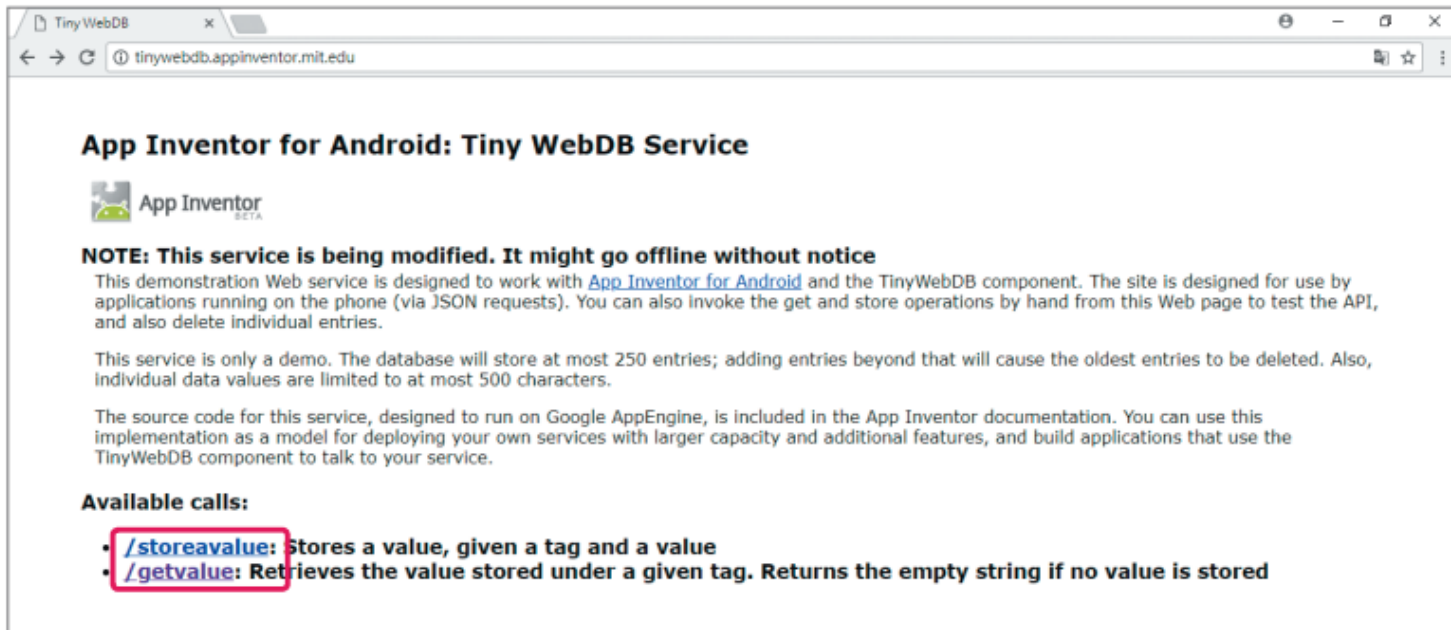 Tiny WebDB
tinywebdb.appinventor.mit.edu
App Inventor for Android: Tiny WebDB Service
App Inventor
BETA
NOTE: This service is being modified. It might go offline without notice
This demonstration Web service is designed to work with App Inventor for Android and the TinyWebDB component. The site is designed for use by
applications running on the phone (via JSON requests). You can also invoke the get and store operations by hand from this Web page to test the API,
and also delete individual entries.
This service is only a demo. The database will store at most 250 entries; adding entries beyond that will cause the oldest entries to be deleted. Also,
individual data values are limited to at most 500 characters.
The source code for this service, designed to run on Google AppEngine, is included in the App Inventor documentation. You can use this
implementation as a model for deploying your own services with larger capacity and additional features, and build applications that use the
TinyWebDB component to talk to your service.
Available calls:
• /storeavalue: Stores a value, given a tag and a value
• /getvalue: Retrieves the value stored under a given tag. Returns the empty string if no value is stored